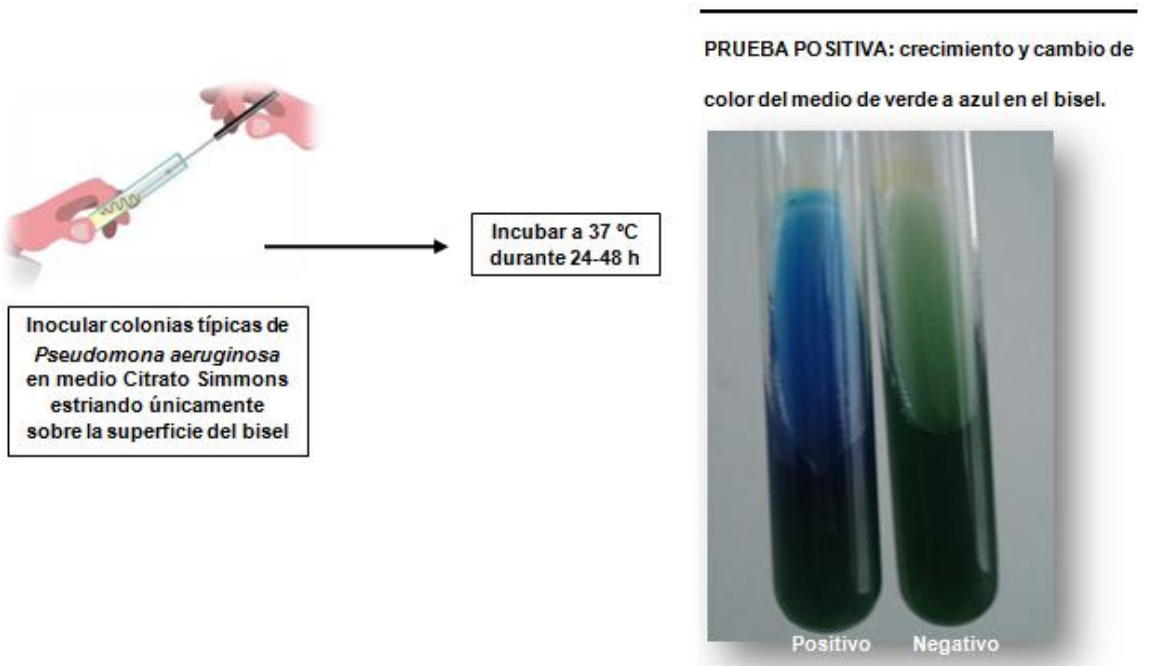 PRUEBA POSITIVA: crecimiento y cambio de
color del medio de verde a azul en el bisel.
Incubar a 37 ºC
durante 24-48 h
Inocular colonias típicas de
Pseudomona aeruginosa
en medio Citrato Simmons
estriando únicamente
sobre la superficie del bisel
Positivo Negativo